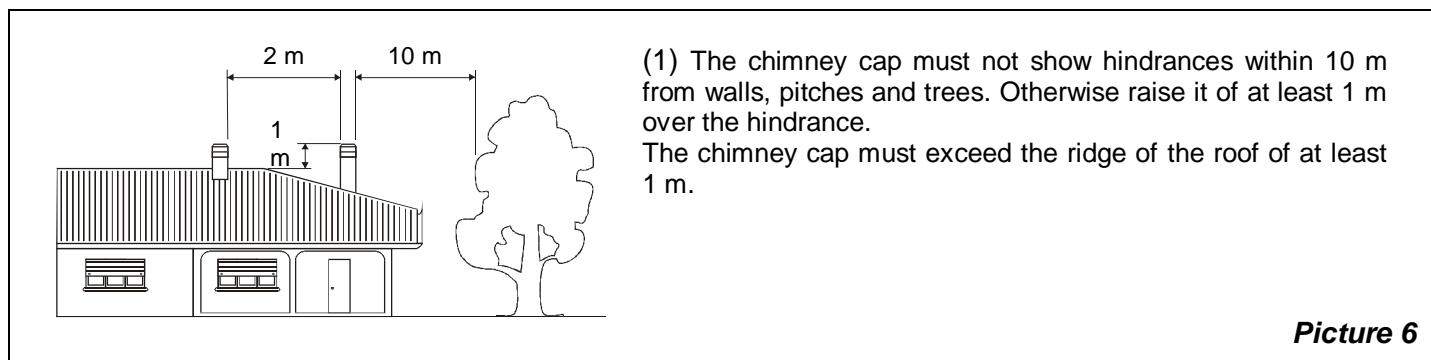 2 m
10 m
1
m
(1) The chimney cap must not show hindrances within 10 m
from walls, pitches and trees. Otherwise raise it of at least 1 m
over the hindrance.
The chimney cap must exceed the ridge of the roof of at least
1 m.
Picture 6